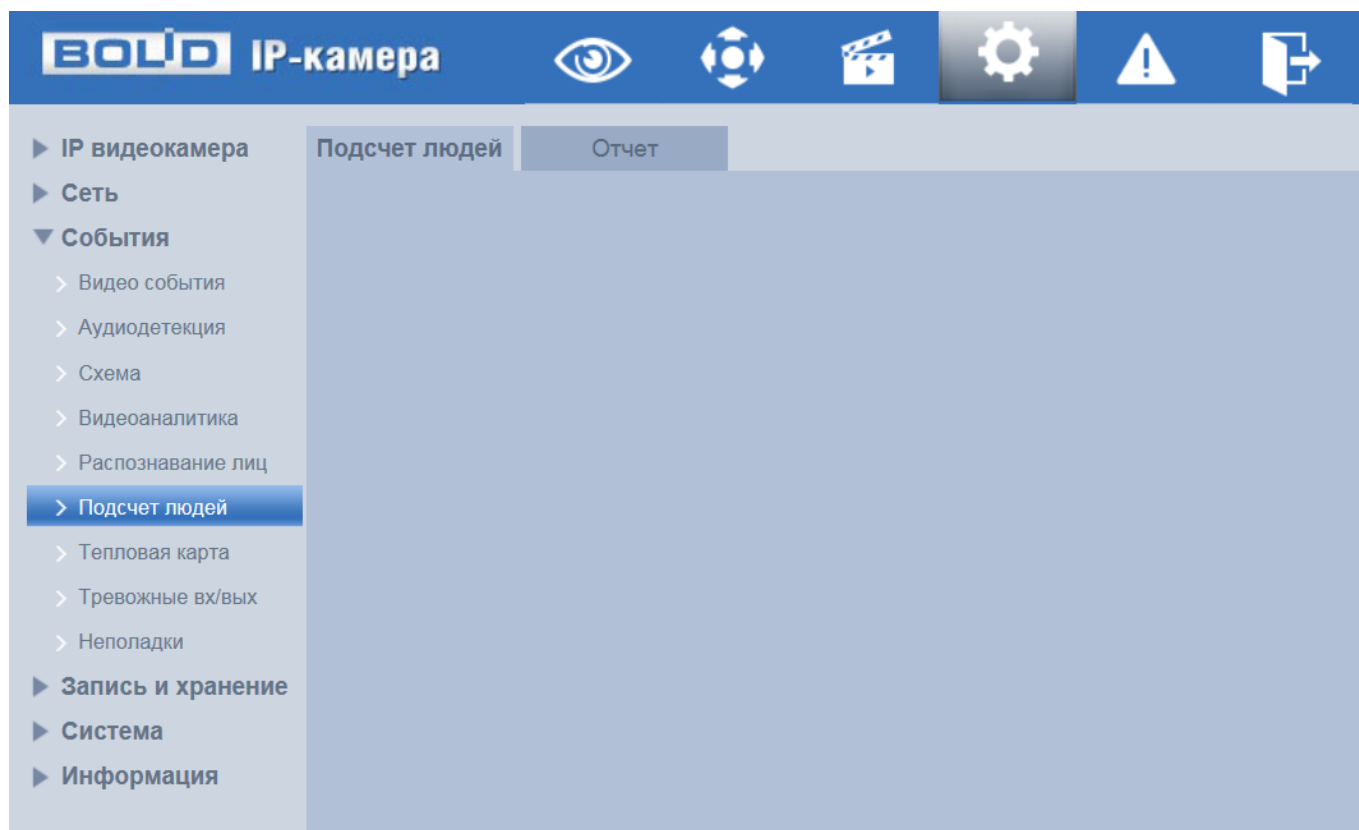 BOLID IP-камера
IP видеокамера
Сеть
События
Видео события
Аудиодетекция
Схема
Видеоаналитика
Распознавание лиц
Подсчет людей
Тепловая карта
Тревожные вх/вых
Неполадки
Запись и хранение
Система
Информация
Подсчет людей Отчет